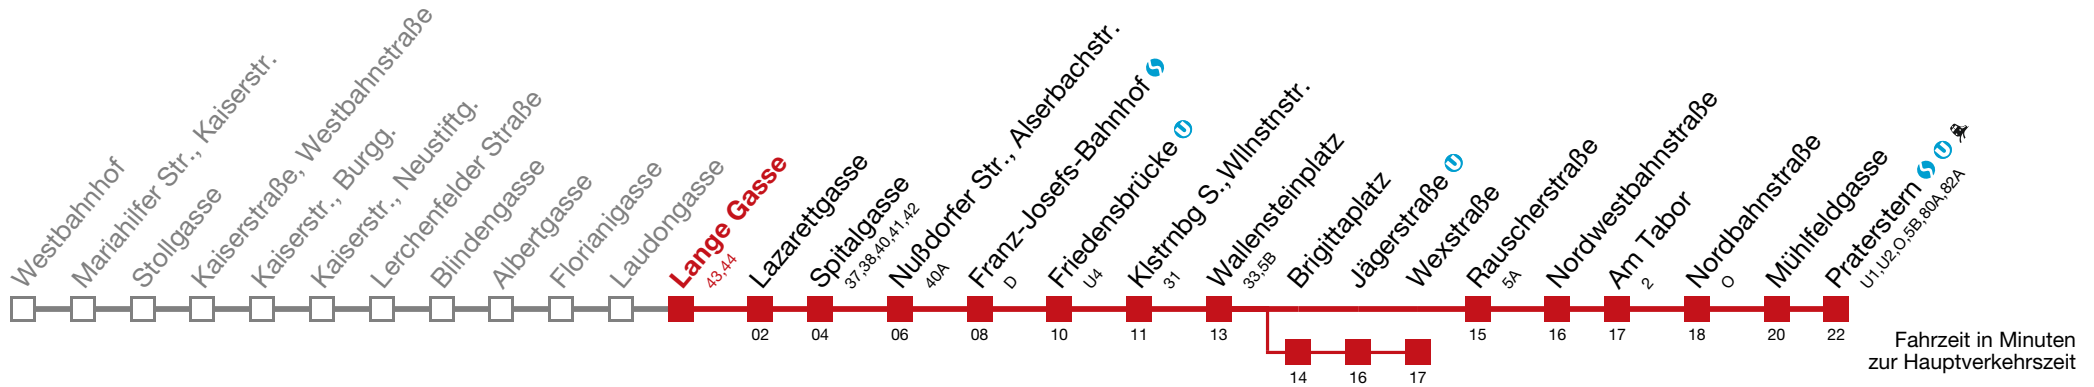 Westbahnhof
Mariahilfer Str., Kaiserstr.
Stollgasse
Kaiserstraße, Westbahnstraße
Kaiserstr., Burgg.
Kaiserstr., Neustiftg.
Lerchenfelder Straße
Blindengasse
Albertgasse
Florianigasse
Laudongasse
Lange Gasse
43,44
Lazarettgasse
Spitalgasse
37,38,40,41,42
Nußdorfer Str., Alserbachstr.
40A
Franz-Josefs-Bahnhof
D
Friedensbrücke U
U4
Klstrnbg S.,Wllnstnstr.
31
Wallensteinplatz
33,5B
Brigittaplatz
Jägerstraße U
Wexstraße
Rauscherstraße
5A
Nordwestbahnstraße
Am Tabor
2
Nordbahnstraße
O
Mühlfeldgasse
Praterstern S U
U1,U2,O,5B,80A,82A
02 04 06 08 10 11 13 15 16 17 18 20 22
14 16 17
Fahrzeit in Minuten
zur Hauptverkehrszeit